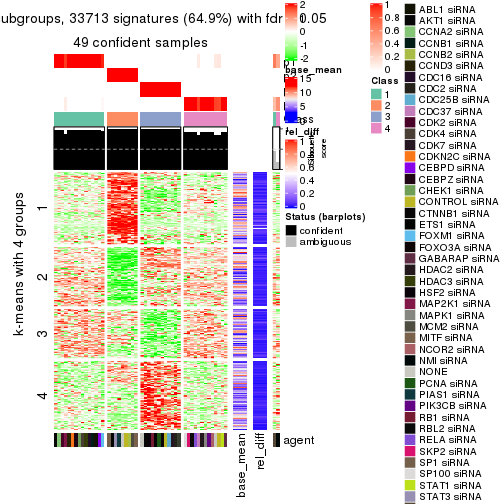 ubgroups, 33713 signatures (64.9%) with fdr 0.05
49 confident samples
k-means with 4 groups
1
2
3
4
base_mean
rel_diff
agent
2
1
0
-1
-2
base_mean
15
10
5
0
rel_diff
1
0.8
0.6
0.4
0.2
0
Status (barplots)
confident
ambiguous
1
0.8
0.6
0.4
0.2
0
Class
1
2
3
4
ABL1 siRNA
AKT1 siRNA
CCNA2 siRNA
CCNB1 siRNA
CCNB2 siRNA
CCND3 siRNA
CDC16 siRNA
CDC2 siRNA
CDC25B siRNA
CDC37 siRNA
CDK2 siRNA
CDK4 siRNA
CDK7 siRNA
CDKN2C siRNA
CEBPD siRNA
CEBPZ siRNA
CHEK1 siRNA
CONTROL siRNA
CTNNB1 siRNA
ETS1 siRNA
FOXM1 siRNA
FOXO3A siRNA
GABARAP siRNA
HDAC2 siRNA
HDAC3 siRNA
HSF2 siRNA
MAP2K1 siRNA
MAPK1 siRNA
MCM2 siRNA
MITF siRNA
NCOR2 siRNA
NMI siRNA
NONE
PCNA siRNA
PIAS1 siRNA
PIK3CB siRNA
RB1 siRNA
RBL2 siRNA
RELA siRNA
SKP2 siRNA
SP1 siRNA
SP100 siRNA
STAT1 siRNA
STAT3 siRNA